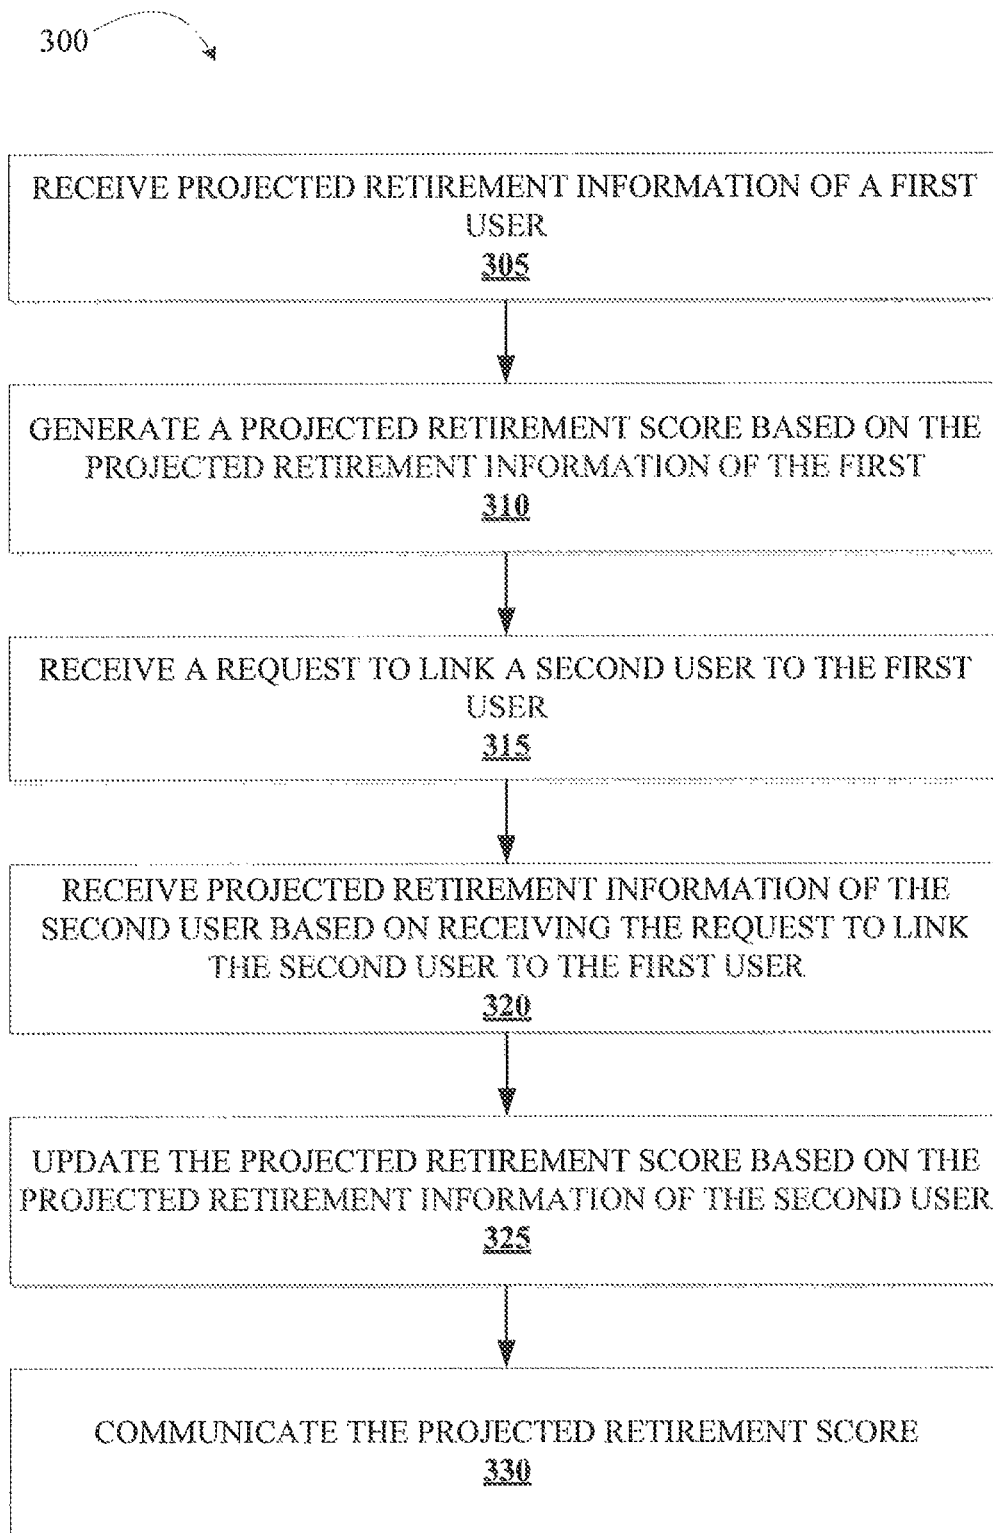 300
RECEIVE PROJECTED RETIREMENT INFORMATION OF A FIRST
USER
305
GENERATE A PROJECTED RETIREMENT SCORE BASED ON THE
PROJECTED RETIREMENT INFORMATION OF THE FIRST
310
RECEIVE A REQUEST TO LINK A SECOND USER TO THE FIRST
USER
315
RECEIVE PROJECTED RETIREMENT INFORMATION OF THE
SECOND USER BASED ON RECEIVING THE REQUEST TO LINK
THE SECOND USER TO THE FIRST USER
320
UPDATE THE PROJECTED RETIREMENT SCORE BASED ON THE
PROJECTED RETIREMENT INFORMATION OF THE SECOND USER
325
COMMUNICATE THE PROJECTED RETIREMENT SCORE
330